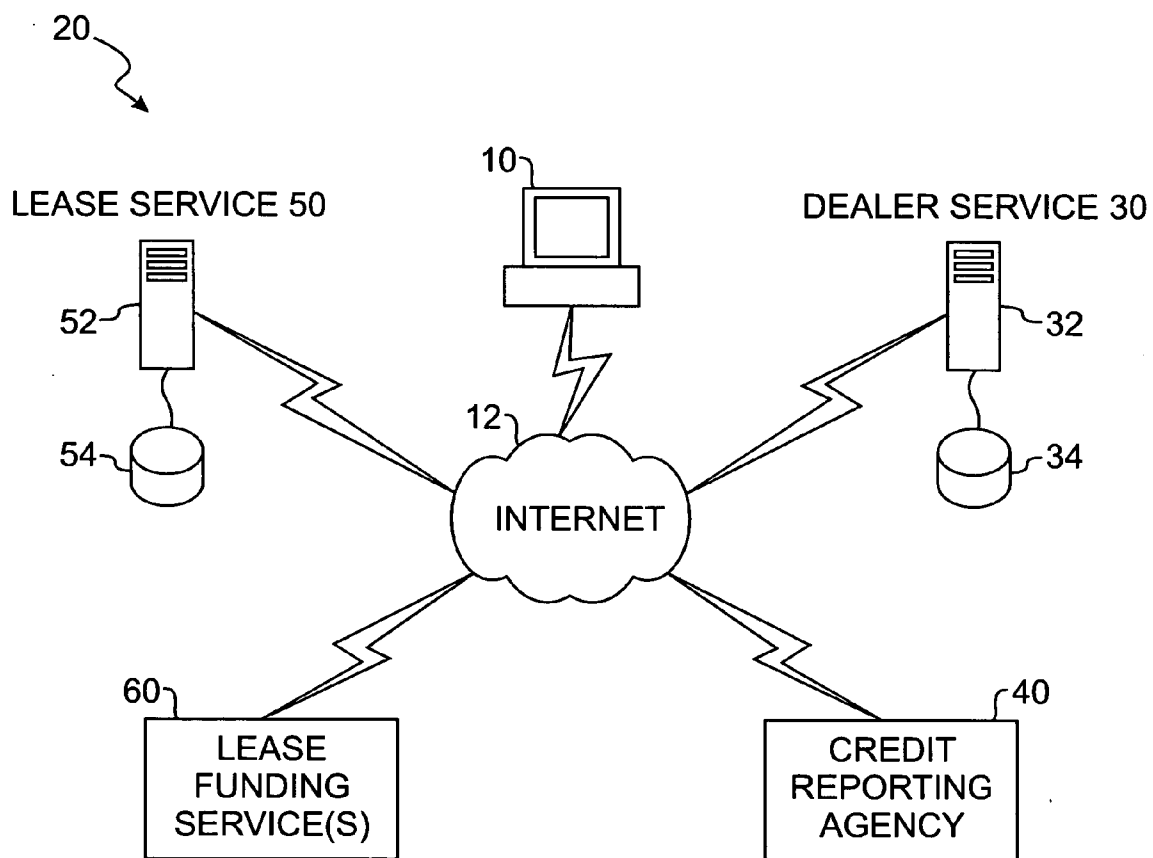 20
10
LEASE SERVICE 50
DEALER SERVICE 30
52
32
12
54
34
INTERNET
60
40
LEASE
FUNDING
SERVICE(S)
CREDIT
REPORTING
AGENCY